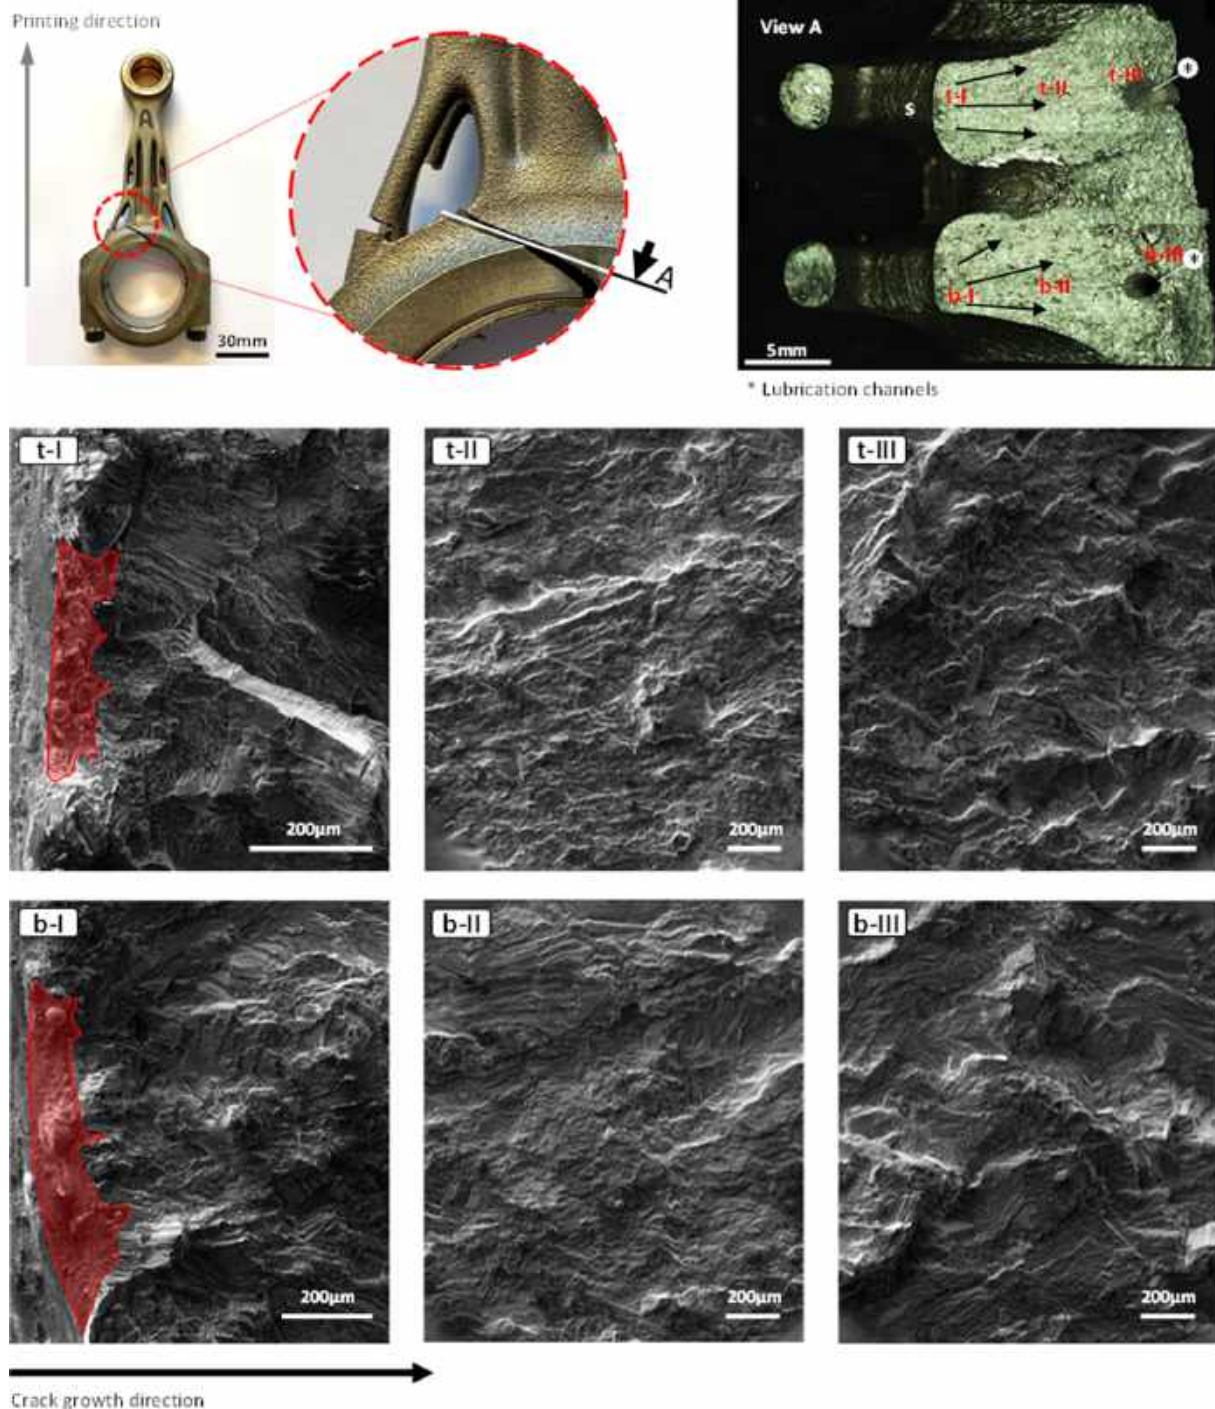 Printing direction
30mm
A
View A
t-I
t-II
t-III
*
S
b-I
b-II
b-III
*
5mm
* Lubrication channels
t-I
200µm
t-II
200µm
t-III
200µm
b-I
200µm
b-II
200µm
b-III
200µm
Crack growth direction